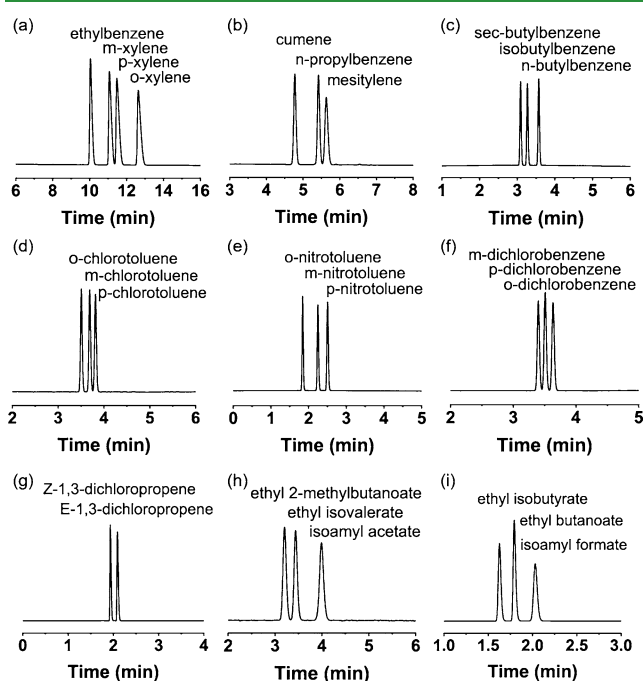 (a)
ethylbenzene
m-xylene
p-xylene
o-xylene
6 8 10 12 14 16
Time (min)
(b)
cumene
n-propylbenzene
mesitylene
3 4 5 6 7 8
Time (min)
(c)
sec-butylbenzene
isobutylbenzene
n-butylbenzene
1 2 3 4 5 6
Time (min)
(d)
o-chlorotoluene
m-chlorotoluene
p-chlorotoluene
2 3 4 5 6
Time (min)
(e)
o-nitrotoluene
m-nitrotoluene
p-nitrotoluene
0 1 2 3 4 5
Time (min)
(f)
m-dichlorobenzene
p-dichlorobenzene
o-dichlorobenzene
2 3 4 5
Time (min)
(g)
Z-1,3-dichloropropene
E-1,3-dichloropropene
0 1 2 3 4
Time (min)
(h)
ethyl 2-methylbutanoate
ethyl isovalerate
isoamyl acetate
2 3 4 5 6
Time (min)
(i)
ethyl isobutyrate
ethyl butanoate
isoamyl formate
1.0 1.5 2.0 2.5 3.0
Time (min)